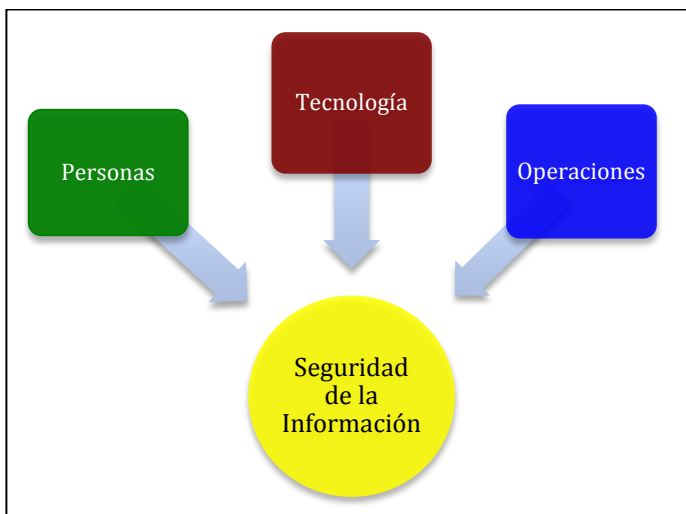 Tecnología
Personas
Operaciones
Seguridad
de la
Información